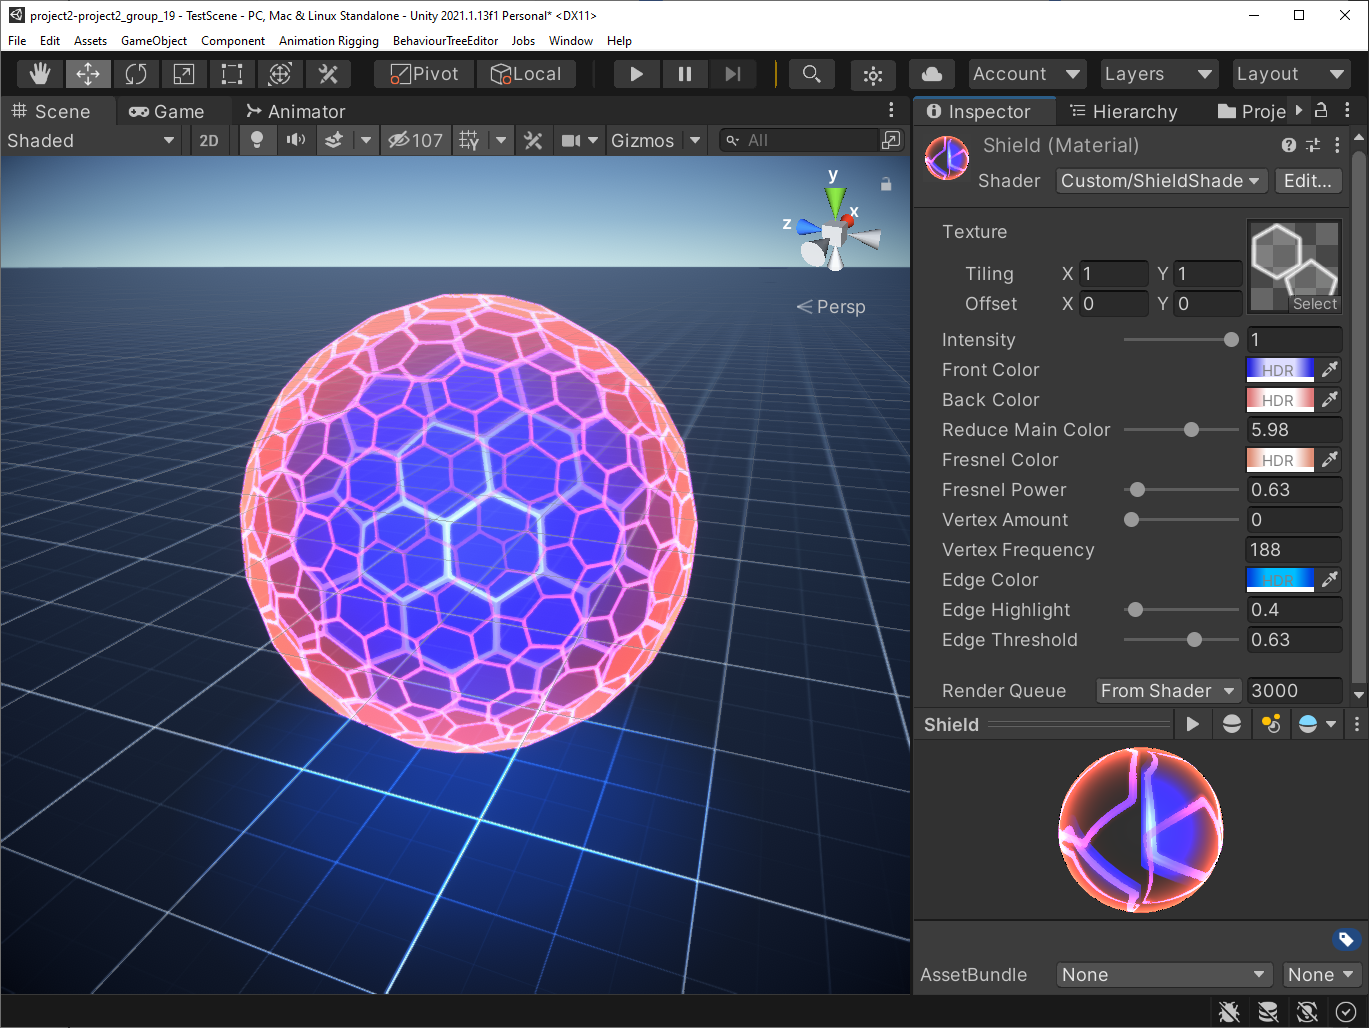 project2-project2_group_19 - TestScene - PC, Mac & Linux Standalone - Unity 2021.1.13f1 Personal* <DX11>
File Edit Assets GameObject Component Animation Rigging BehaviourTreeEditor Jobs Window Help
Pivot Local Account Layers Layout
Scene Game Animator
Shaded 2D 107 Gizmos All
y
x
z
Persp
Inspector Hierarchy Proje
Shield (Material)
Shader Custom/ShieldShade Edit...
Texture
Tiling X 1 Y 1
Offset X 0 Y 0
Select
Intensity 1
Front Color HDR
Back Color HDR
Reduce Main Color 5.98
Fresnel Color HDR
Fresnel Power 0.63
Vertex Amount 0
Vertex Frequency 188
Edge Color HDR
Edge Highlight 0.4
Edge Threshold 0.63
Render Queue From Shader 3000
Shield
AssetBundle None None